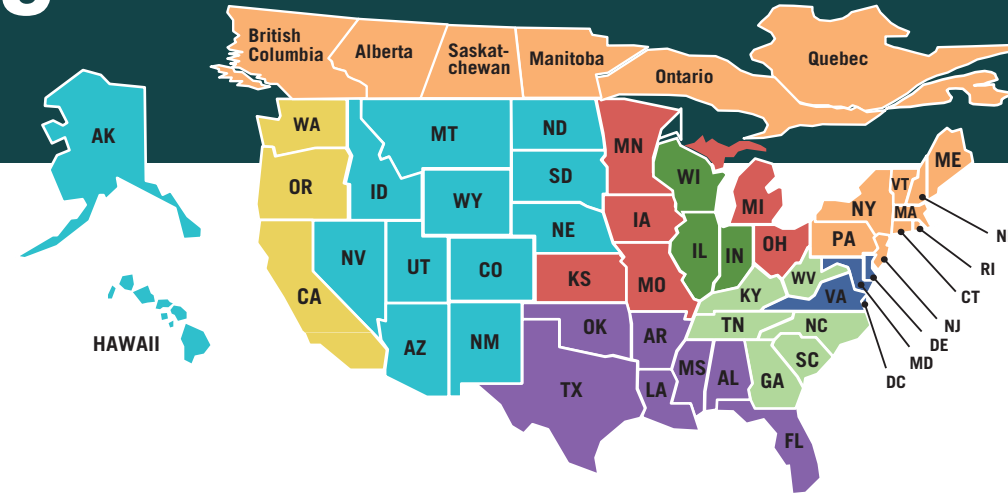 British
Columbia
Alberta
Saskat-
chewan
Manitoba
Ontario
Quebec
AK
WA
MT
ND
MN
ME
OR
ID
WY
SD
WI
VT
NY
MA
MI
IA
NE
NV
UT
CO
KS
MO
IL
IN
OH
PA
WV
VA
KY
CA
AZ
NM
OK
AR
TN
NC
SC
TX
LA
MS
AL
GA
FL
HAWAII
N
RI
CT
NJ
DE
MD
DC